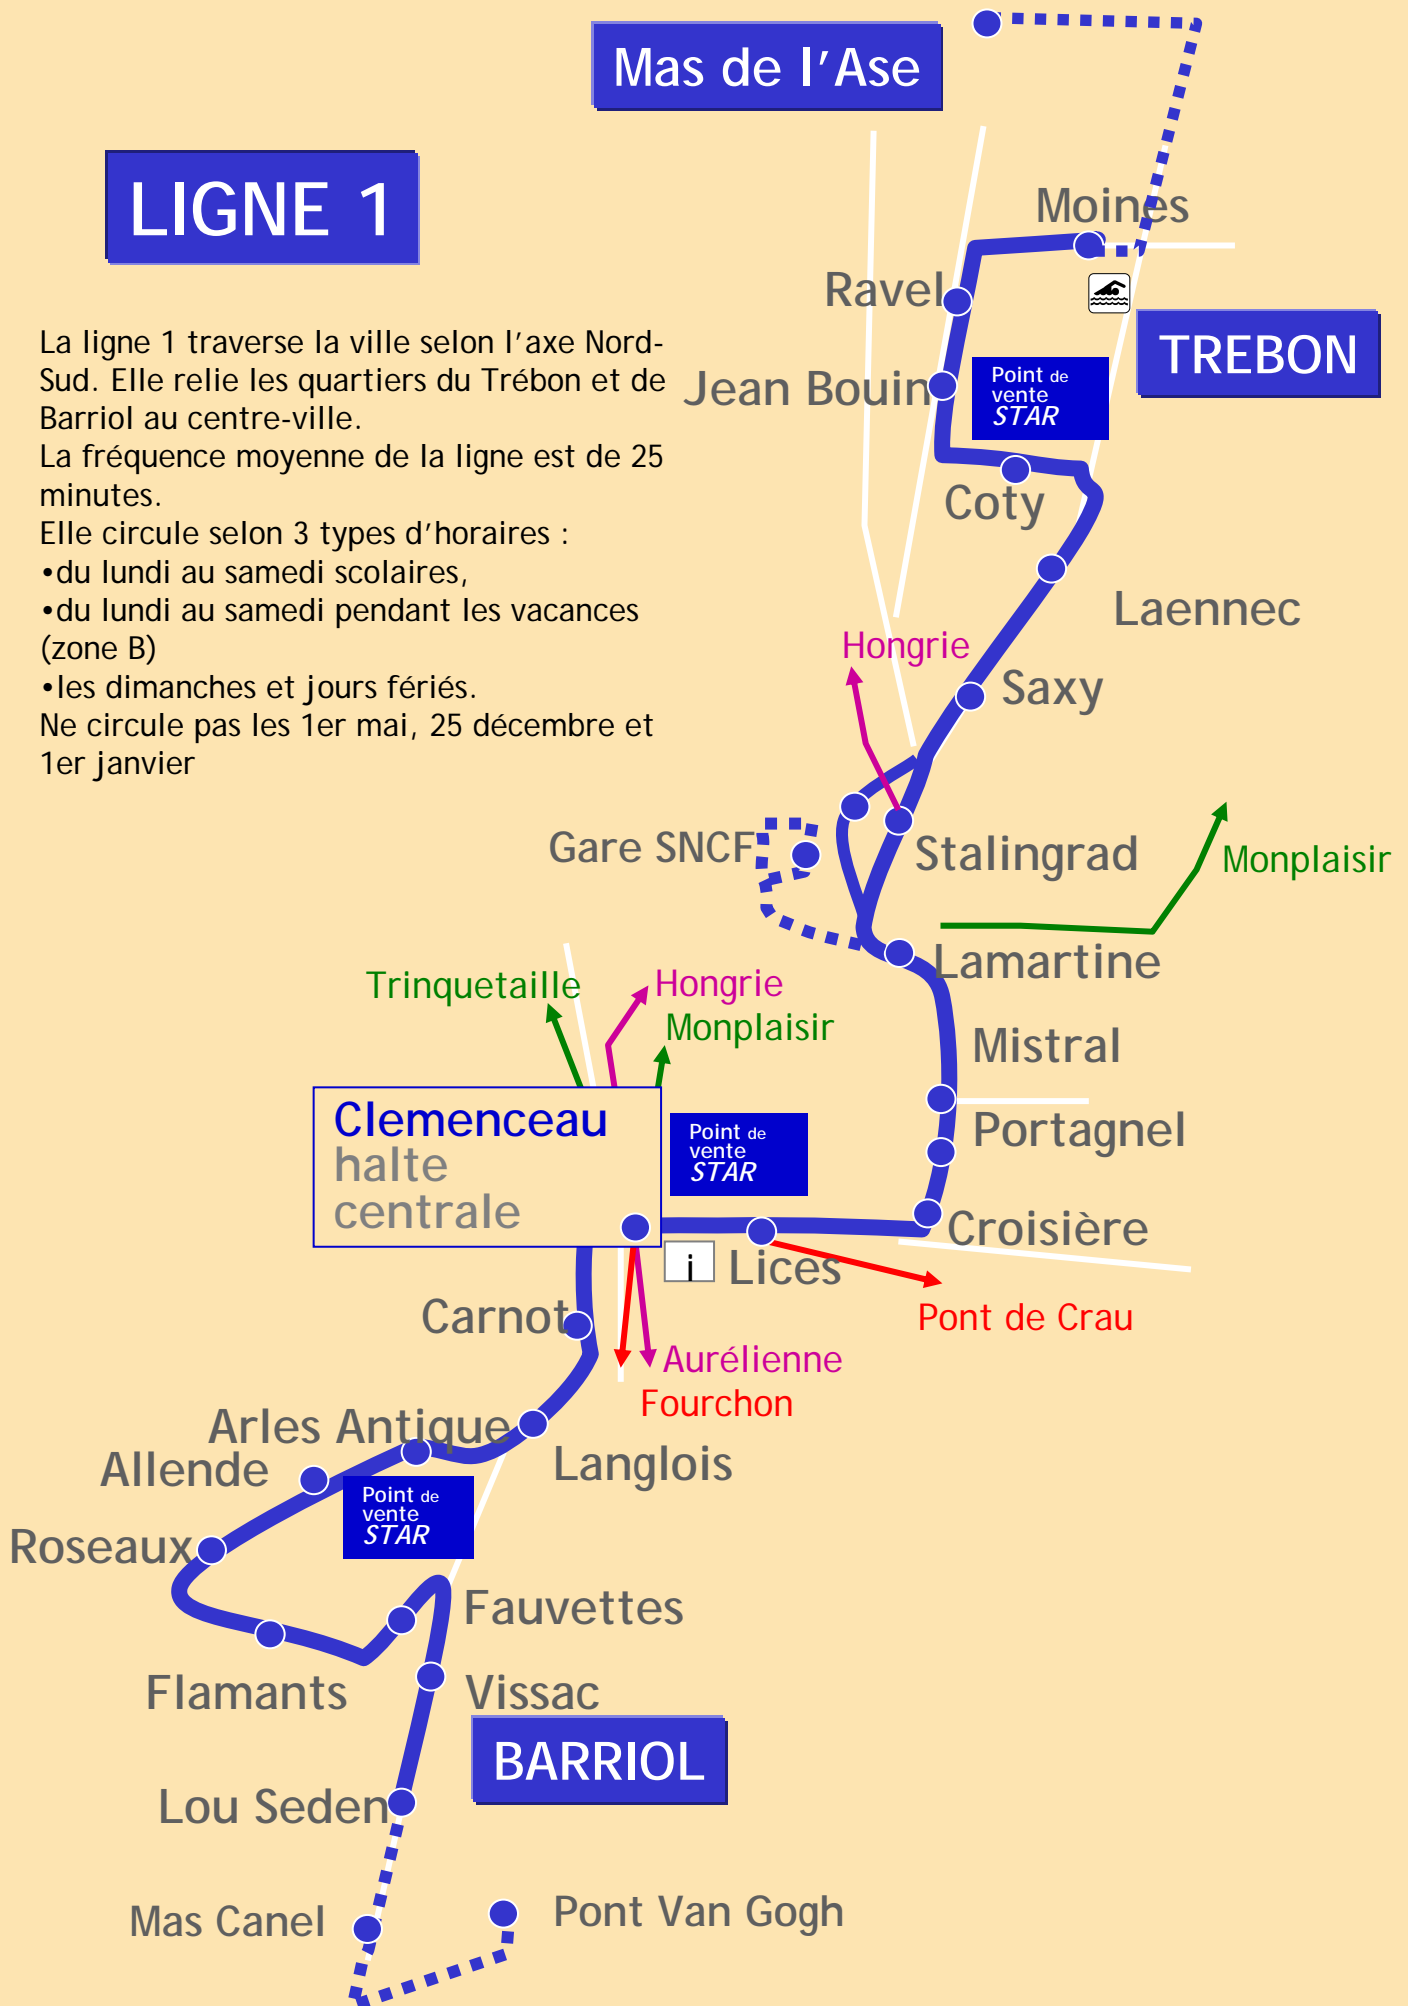 Mas de l'Ase
LIGNE 1
Moines
Ravel
La ligne 1 traverse la ville selon l'axe Nord-
Sud. Elle relie les quartiers du Trébon et de
Barriol au centre-ville.
La fréquence moyenne de la ligne est de 25
minutes.
Elle circule selon 3 types d'horaires :
•du lundi au samedi scolaires,
•du lundi au samedi pendant les vacances
(zone B)
•les dimanches et jours fériés.
Ne circule pas les 1er mai, 25 décembre et
1er janvier
TREBON
Jean Bouin
Point de
vente
STAR
Coty
Laennec
Hongrie
Saxy
Gare SNCF
Stalingrad
Monplaisir
Lamartine
Trinquetaille
Hongrie
Monplaisir
Mistral
Clemenceau
halte
centrale
Point de
vente
STAR
Portagnel
Croisière
i
Lices
Carnot
Pont de Crau
Aurélienne
Fourchon
Arles Antique
Allende
Langlois
Point de
vente
STAR
Roseaux
Fauvettes
Flamants
Vissac
BARRIOL
Lou Seden
Mas Canel
Pont Van Gogh